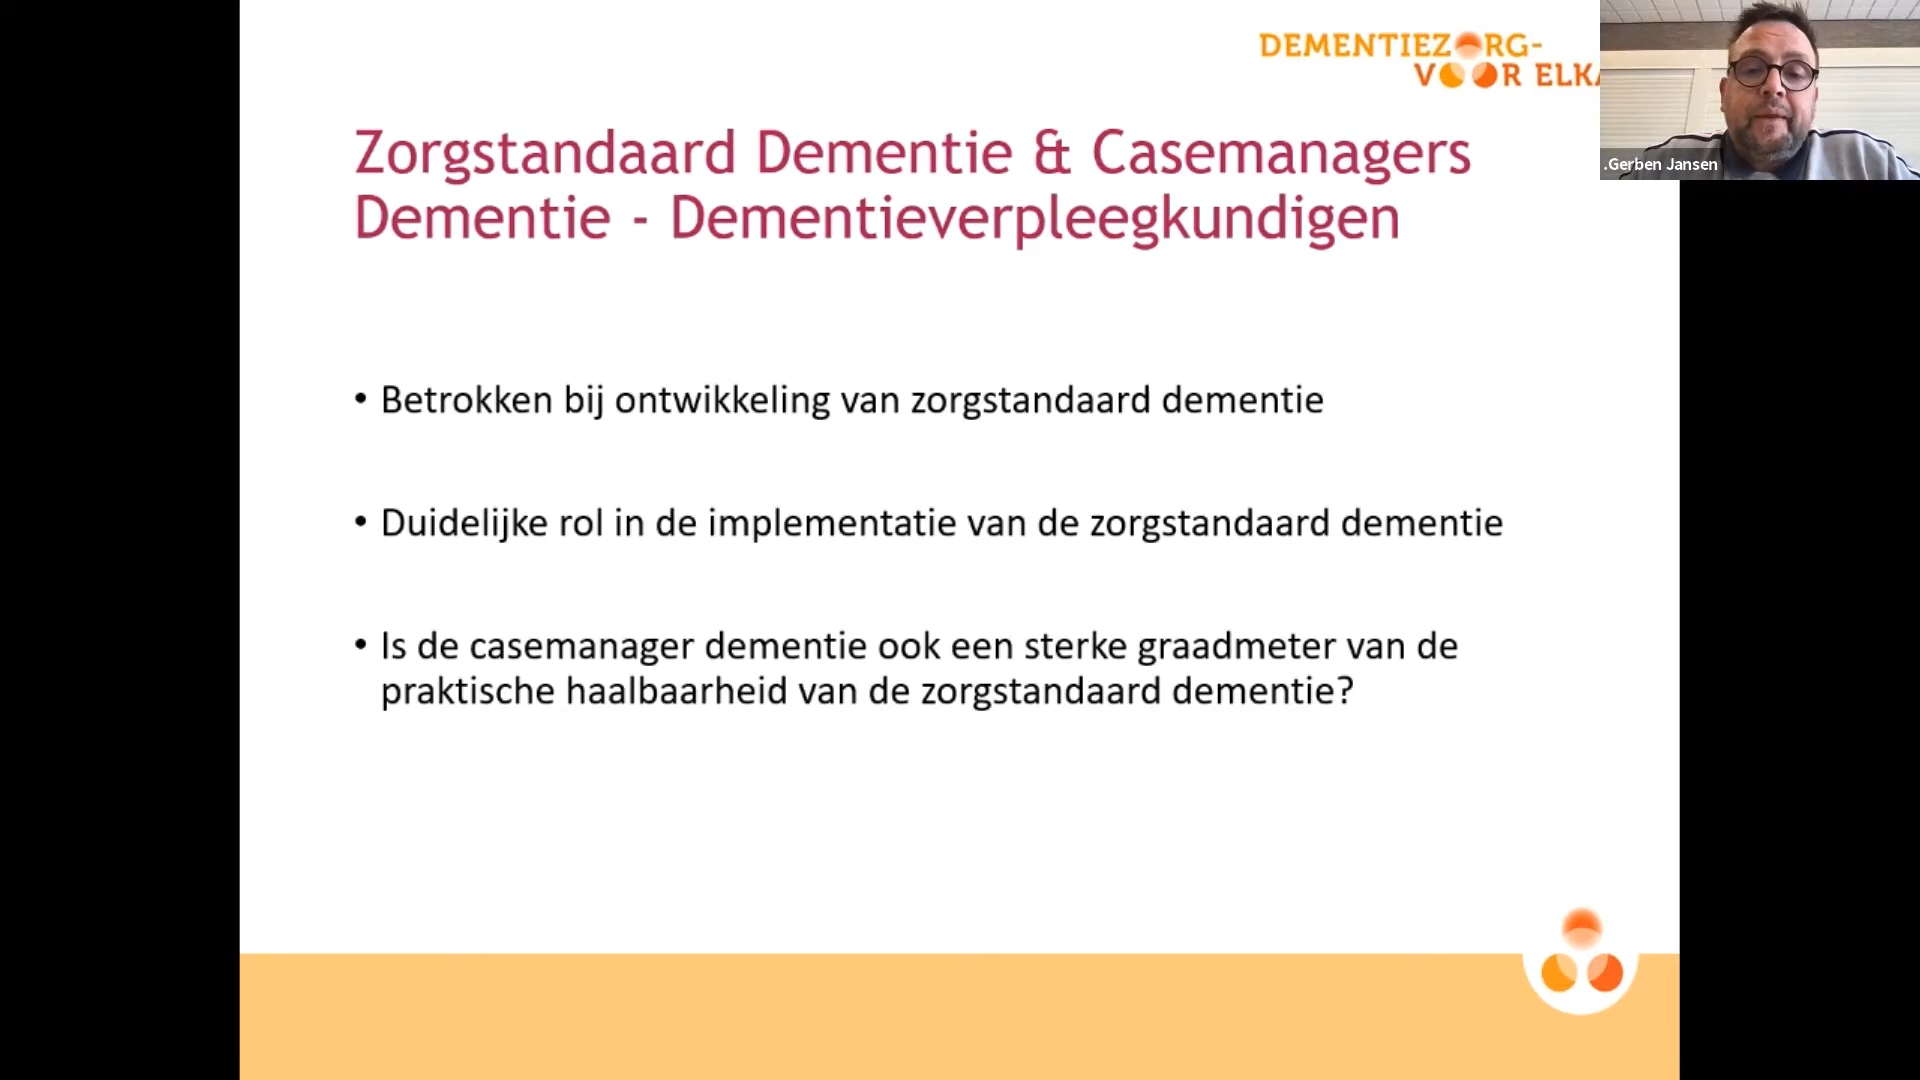 DEMENTIEZORG-
VOOR ELKA
.Gerben Jansen
Zorgstandaard Dementie & Casemanagers
Dementie - Dementieverpleegkundigen
• Betrokken bij ontwikkeling van zorgstandaard dementie
• Duidelijke rol in de implementatie van de zorgstandaard dementie
• Is de casemanager dementie ook een sterke graadmeter van de
praktische haalbaarheid van de zorgstandaard dementie?